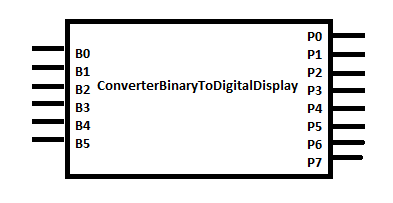 P0
B0
P1
B1
P2
B2
ConverterBinaryToDigitalDisplay
P3
B3
P4
B4
P5
B5
P6
P7